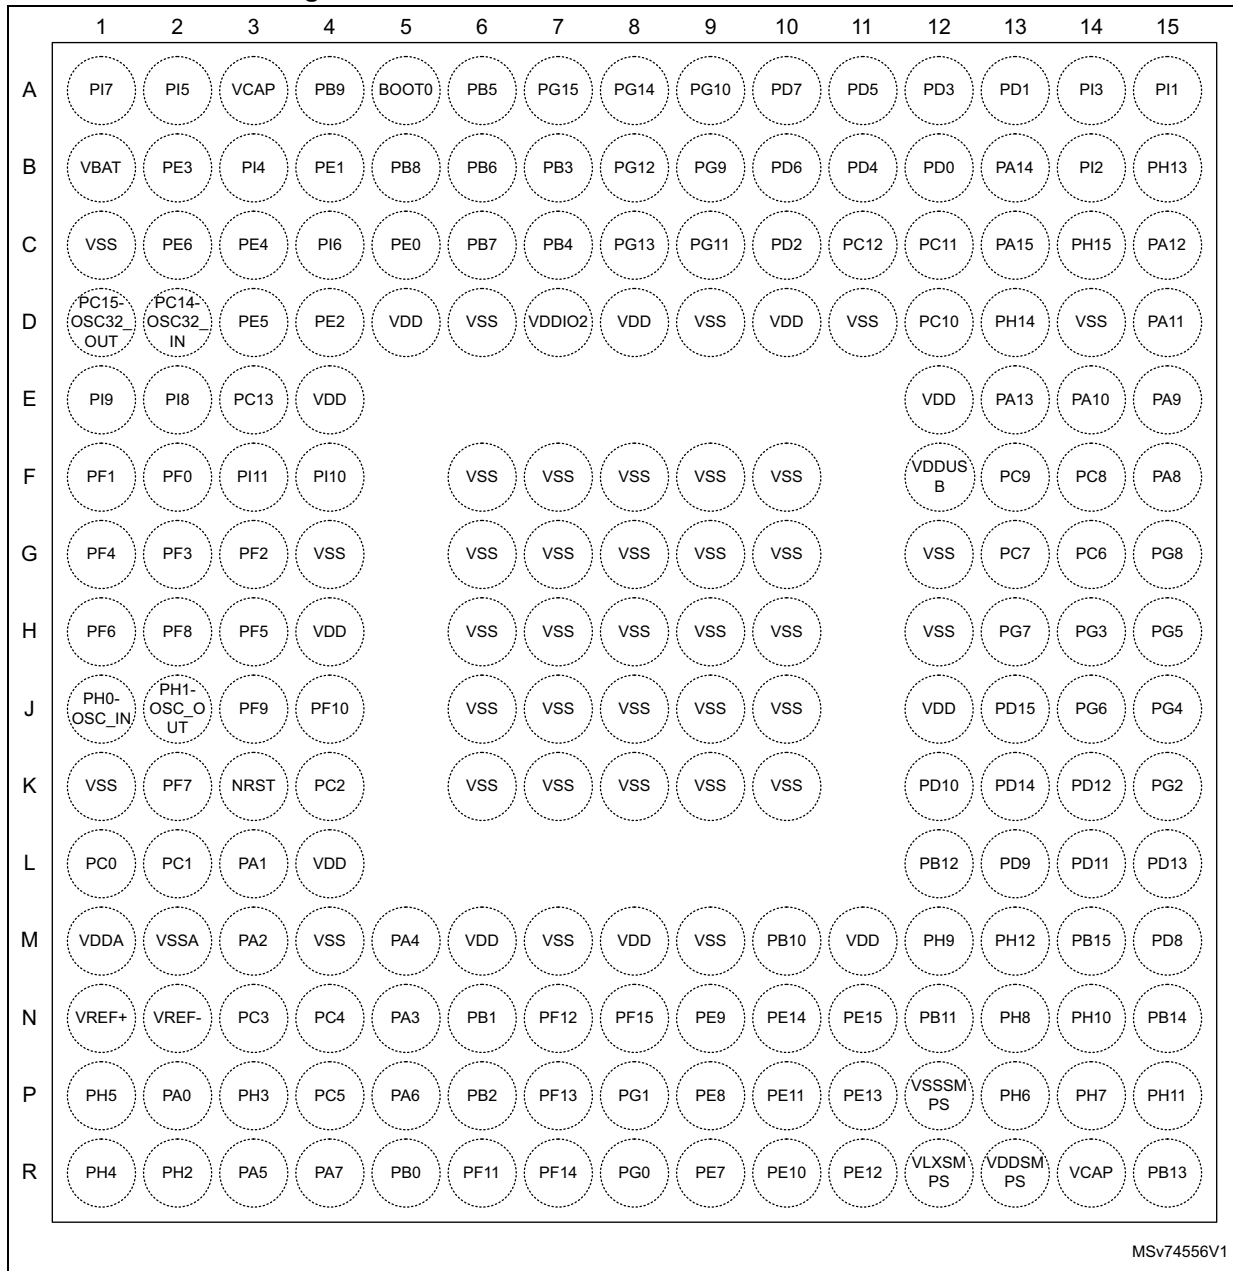 1 2 3 4 5 6 7 8 9 10 11 12 13 14 15
A PI7 PI5 VCAP PB9 BOOT0 PB5 PG15 PG14 PG10 PD7 PD5 PD3 PD1 PI3 PI1
B VBAT PE3 PI4 PE1 PB8 PB6 PB3 PG12 PG9 PD6 PD4 PD0 PA14 PI2 PH13
C VSS PE6 PE4 PI6 PE0 PB7 PB4 PG13 PG11 PD2 PC12 PC11 PA15 PH15 PA12
D PC15-OSC32_OUT PC14-OSC32_IN PE5 PE2 VDD VSS VDDIO2 VDD VSS VDD VSS PC10 PH14 VSS PA11
E PI9 PI8 PC13 VDD VDD PA13 PA10 PA9
F PF1 PF0 PI11 PI10 VSS VSS VSS VSS VSS VDDUSB PC9 PC8 PA8
G PF4 PF3 PF2 VSS VSS VSS VSS VSS VSS VSS PC7 PC6 PG8
H PF6 PF8 PF5 VDD VSS VSS VSS VSS VSS VSS PG7 PG3 PG5
J PH0-OSC_IN PH1-OSC_OUT PF9 PF10 VSS VSS VSS VSS VSS VDD PD15 PG6 PG4
K VSS PF7 NRST PC2 VSS VSS VSS VSS VSS PD10 PD14 PD12 PG2
L PC0 PC1 PA1 VDD PB12 PD9 PD11 PD13
M VDDA VSSA PA2 VSS PA4 VDD VSS VDD VSS PB10 VDD PH9 PH12 PB15 PD8
N VREF+ VREF- PC3 PC4 PA3 PB1 PF12 PF15 PE9 PE14 PE15 PB11 PH8 PH10 PB14
P PH5 PA0 PH3 PC5 PA6 PB2 PF13 PG1 PE8 PE11 PE13 VSSSMPS PH6 PH7 PH11
R PH4 PH2 PA5 PA7 PB0 PF11 PF14 PG0 PE7 PE10 PE12 VLXSMPS VDDSMPS VCAP PB13
MSv74556V1